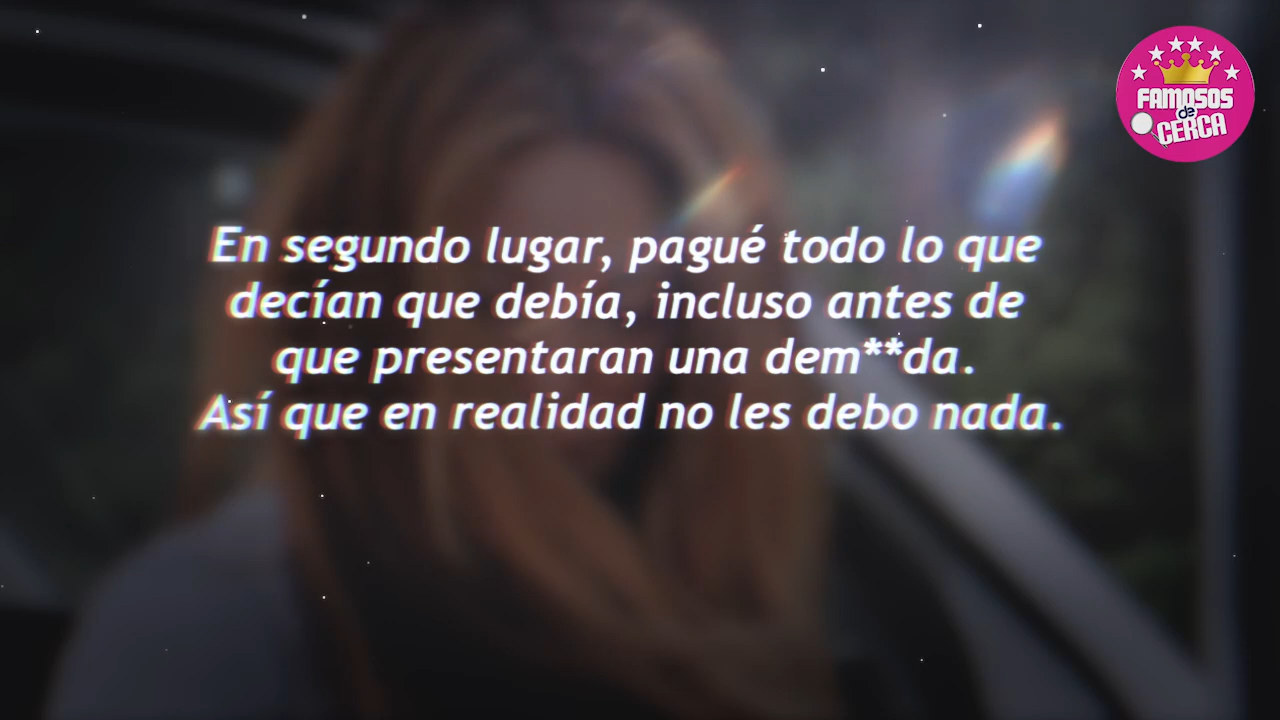 FAMOSOS
de
CERCA
En segundo lugar, pagué todo lo que
decían que debía, incluso antes de
que presentaran una dem**da.
Así que en realidad no les debo nada.